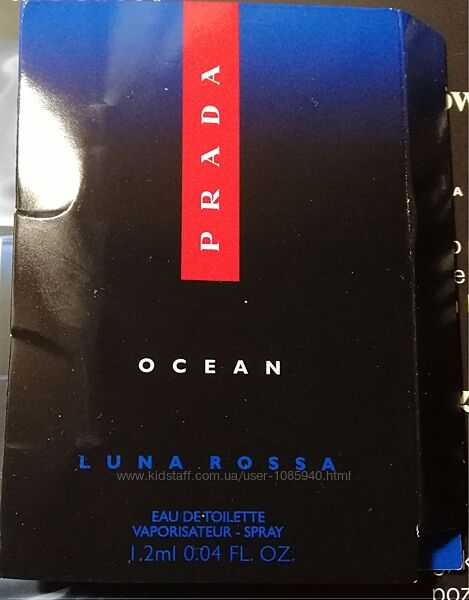 PRADA
OCEAN
LUNA ROSSA
www.kidstaff.com.ua/user-1085940.html
EAU DE TOILETTE
VAPORISATEUR - SPRAY
1.2ml 0.04 FL. OZ.